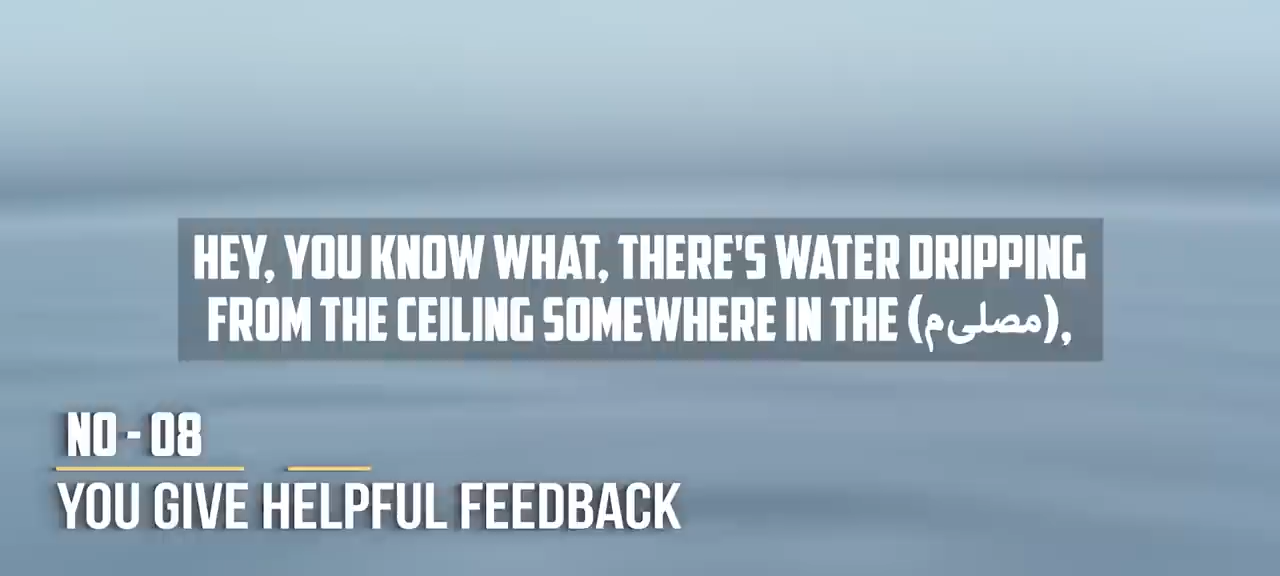 HEY, YOU KNOW WHAT, THERE'S WATER DRIPPING
FROM THE CEILING SOMEWHERE IN THE (مصلی م),
NO - 08
YOU GIVE HELPFUL FEEDBACK